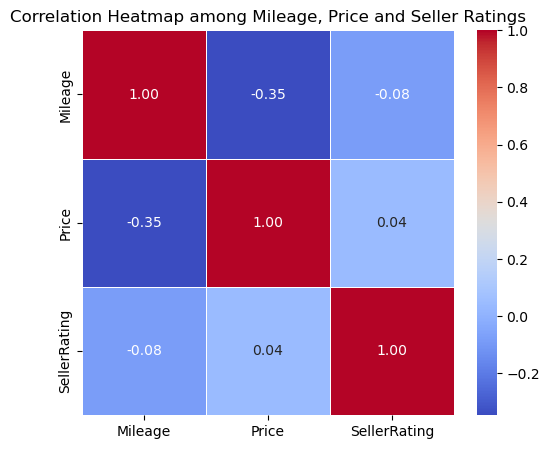 Correlation Heatmap among Mileage, Price and Seller Ratings
Mileage
1.00
-0.35
-0.08
Price
-0.35
1.00
0.04
SellerRating
-0.08
0.04
1.00
Mileage
Price
SellerRating
1.0
0.8
0.6
0.4
0.2
0.0
−0.2